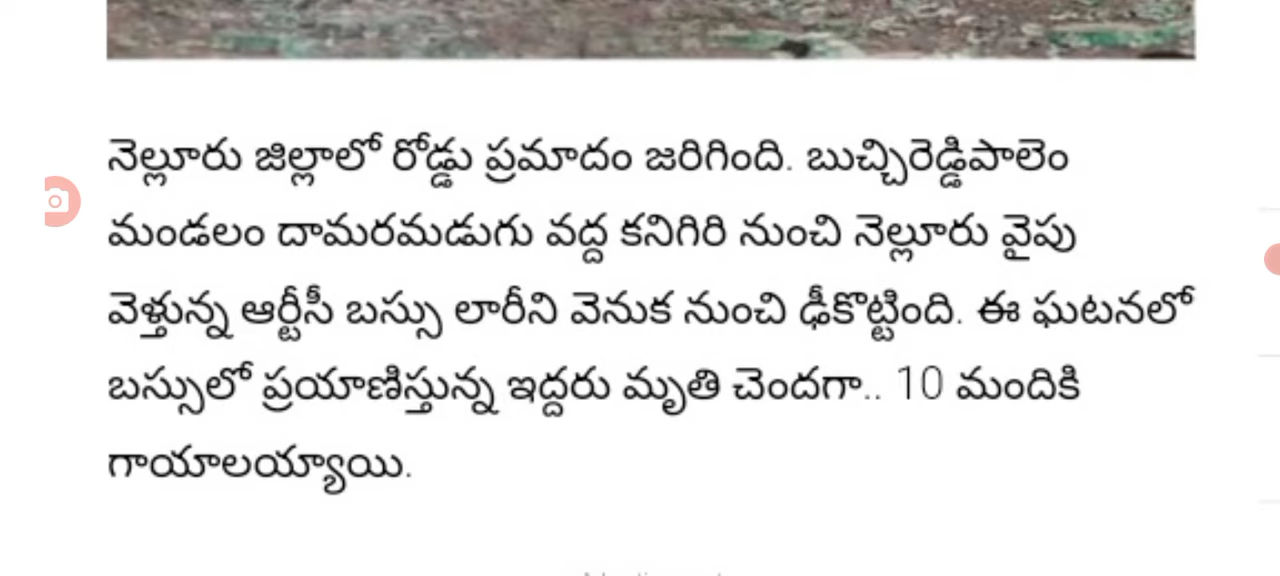 నెల్లూరు జిల్లాలో రోడ్డు ప్రమాదం జరిగింది. బుచ్చిరెడ్డిపాలెం
మండలం దామరమడుగు వద్ద కనిగిరి నుంచి నెల్లూరు వైపు
వెళ్తున్న ఆర్టీసీ బస్సు లారీని వెనుక నుంచి ఢీకొట్టింది. ఈ ఘటనలో
బస్సులో ప్రయాణిస్తున్న ఇద్దరు మృతి చెందగా.. 10 మందికి
గాయాలయ్యాయి.